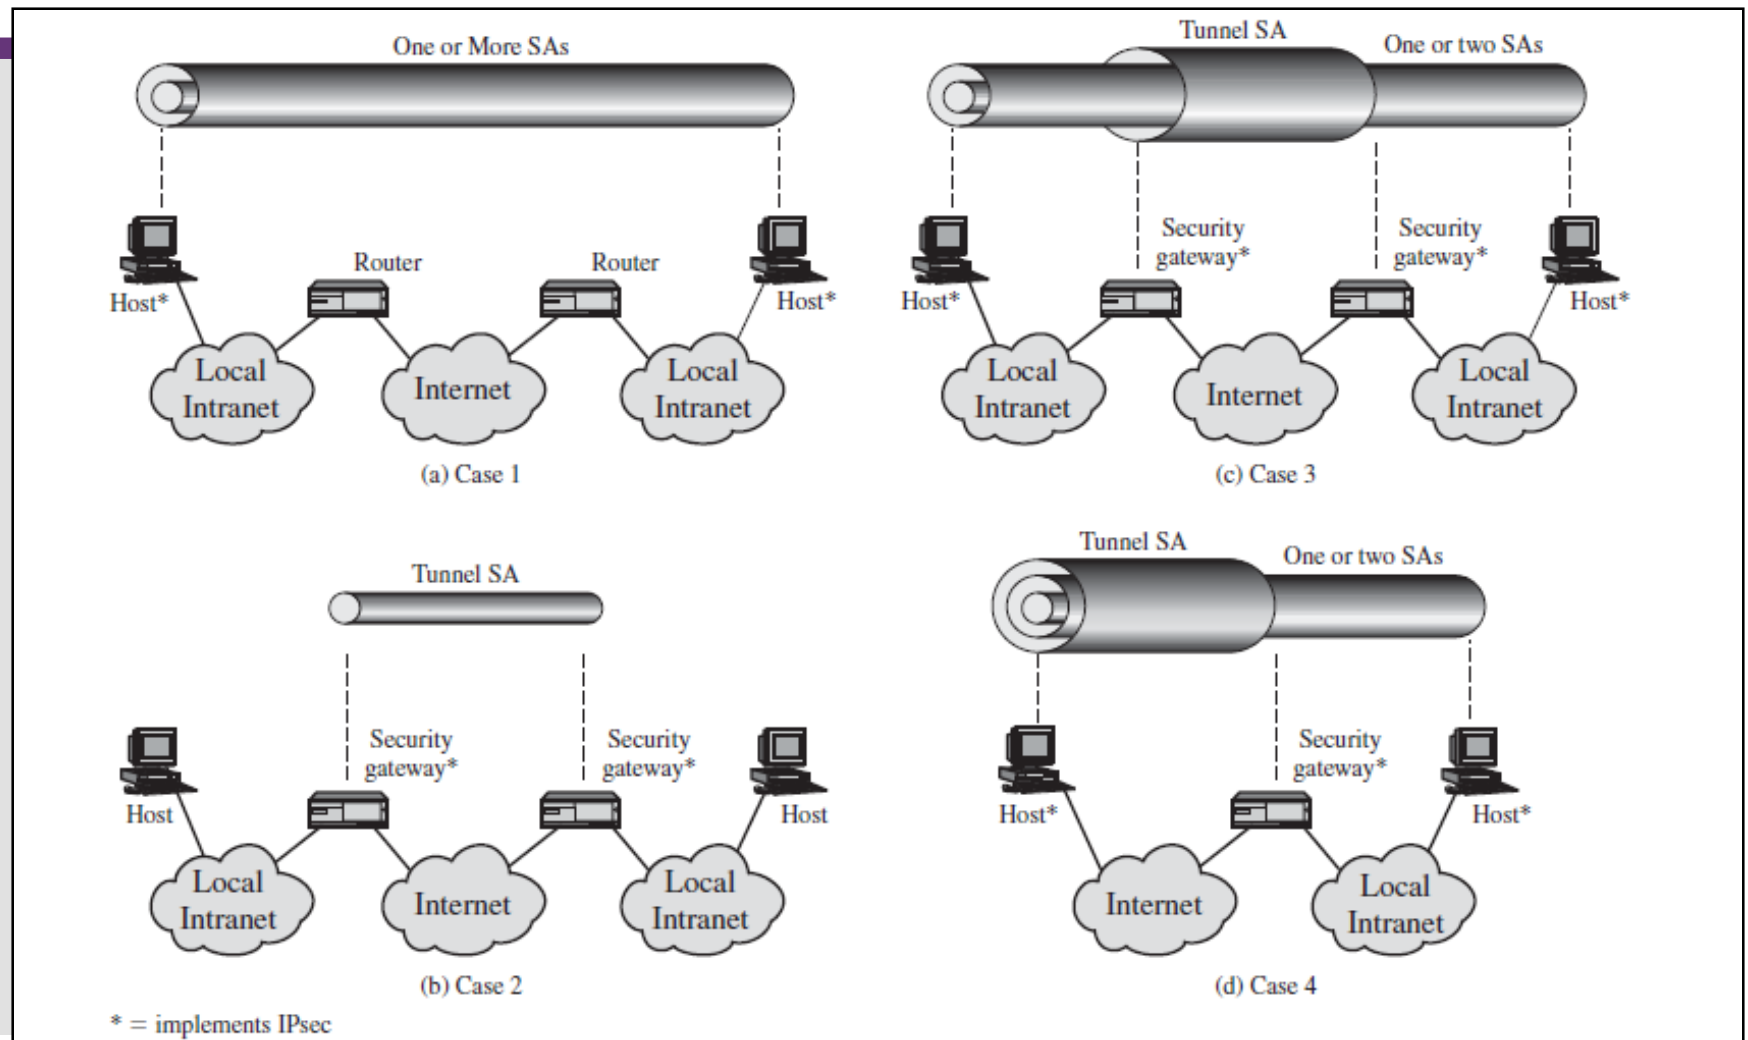 One or More SAs
Router
Router
Host*
Host*
Local
Intranet
Internet
Local
Intranet
(a) Case 1
Tunnel SA
Security
gateway*
Security
gateway*
Host
Host
Local
Intranet
Internet
Local
Intranet
(b) Case 2
Tunnel SA
One or two SAs
Security
gateway*
Security
gateway*
Host*
Host*
Local
Intranet
Internet
Local
Intranet
(c) Case 3
Tunnel SA
One or two SAs
Security
gateway*
Host*
Host*
Internet
Local
Intranet
(d) Case 4
* = implements IPsec